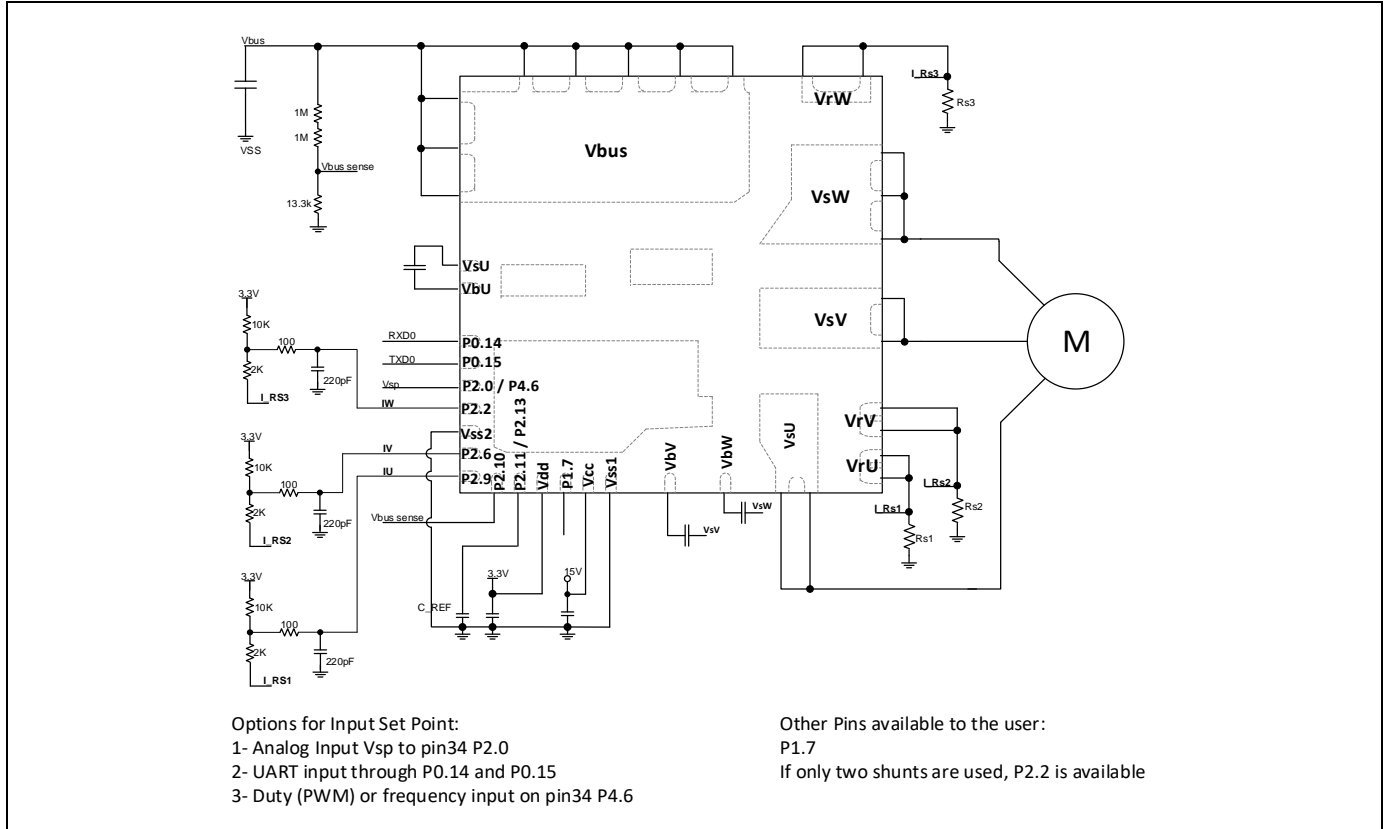 Vbus
I_Rs3
Rs3
VrW
1M
1M
VSS
Vbus
Vbus sense
13.3k
VsW
VsU
VbU
3.3V
10K
100
2K
220pF
I_RS3
RXD0
P0.14
TXD0
P0.15
Vsp
P2.0 / P4.6
IW
P2.2
Vss2
VsV
M
3.3V
10K
100
2K
220pF
I_RS2
IV
P2.6
IU
P2.9
P2.10
P2.11 / P2.13
Vdd
P1.7
Vcc
Vss1
VbV
VbW
VsU
VrV
VrU
I_Rs2
Rs2
I_Rs1
Rs1
Vbus sense
VsV
VsW
3.3V
15V
C_REF
3.3V
10K
100
2K
220pF
I_RS1
Options for Input Set Point:
1- Analog Input Vsp to pin34 P2.0
2- UART input through P0.14 and P0.15
3- Duty (PWM) or frequency input on pin34 P4.6
Other Pins available to the user:
P1.7
If only two shunts are used, P2.2 is available